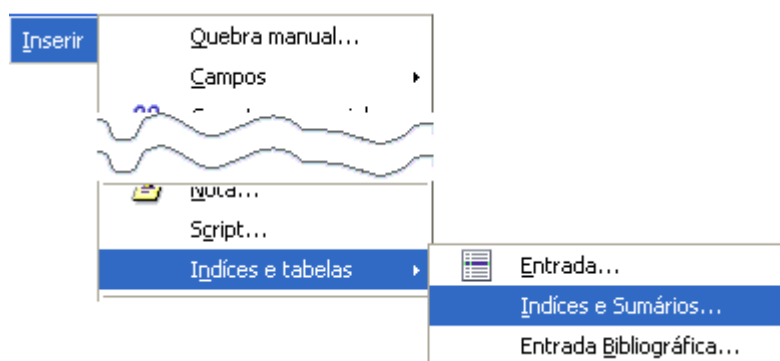 Inserir
Quebra manual...
Campos
Nota...
Script...
Indíces e tabelas
Entrada...
Indíces e Sumários...
Entrada Bibliográfica...